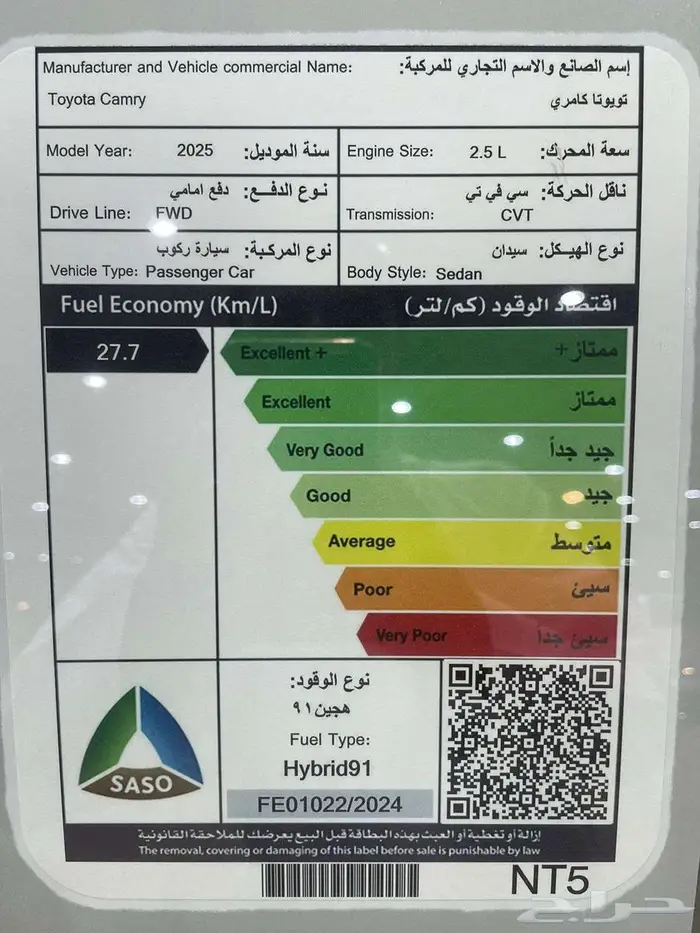 Manufacturer and Vehicle commercial Name: إسم الصانع والاسم التجاري للمركبة:
Toyota Camry تويوتا كامري
Model Year: 2025 سنة الموديل:
Engine Size: 2.5 L سعة المحرك:
نوع الدفع: دفع امامي
Drive Line: FWD
ناقل الحركة: سي في تي
Transmission: CVT
نوع المركبة: سيارة ركوب
Vehicle Type: Passenger Car
نوع الهيكل: سيدان
Body Style: Sedan
Fuel Economy (Km/L) اقتصاد الوقود (كم/لتر)
27.7
Excellent + ممتاز+
Excellent ممتاز
Very Good جيد جداً
Good جيد
Average متوسط
Poor سيئ
Very Poor سيئ جداً
SASO
نوع الوقود:
هجين٩١
Fuel Type:
Hybrid91
FE01022/2024
إزالة أو تغطية أو العبث بهذه البطاقة قبل البيع يعرضك للملاحقة القانونية
The removal, covering or damaging of this label before sale is punishable by law
NT5
حراج